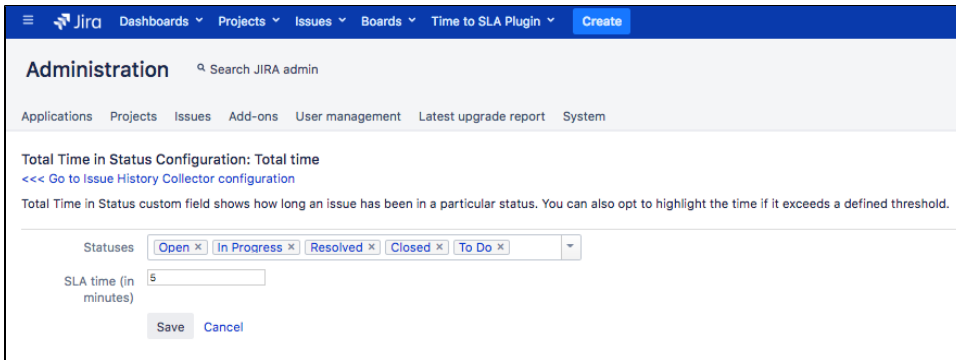 Jira Dashboards Projects Issues Boards Time to SLA Plugin Create
Administration Search JIRA admin
Applications Projects Issues Add-ons User management Latest upgrade report System
Total Time in Status Configuration: Total time
<<< Go to Issue History Collector configuration
Total Time in Status custom field shows how long an issue has been in a particular status. You can also opt to highlight the time if it exceeds a defined threshold.
Statuses Open × In Progress × Resolved × Closed × To Do ×
SLA time (in 5
minutes)
Save Cancel